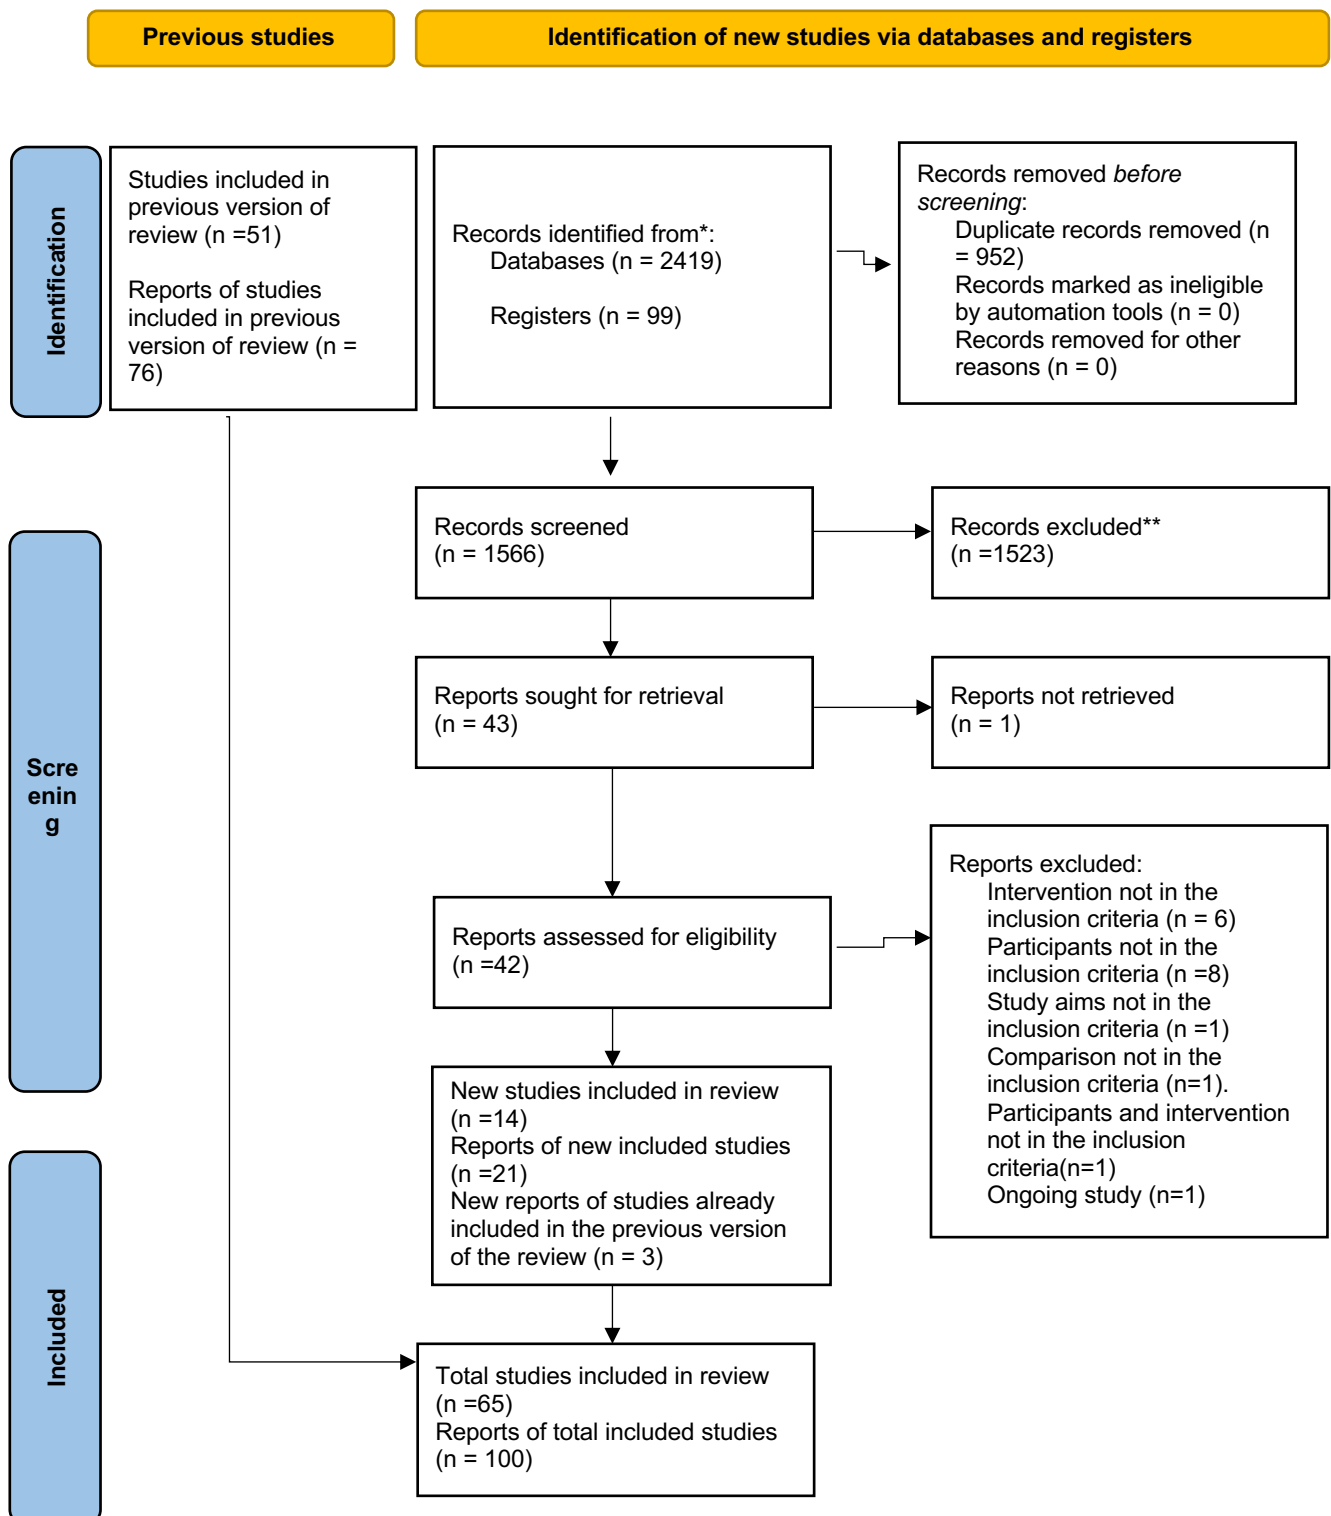 Previous studies
Identification of new studies via databases and registers
Identification
Studies included in
previous version of
review (n =51)
Reports of studies
included in previous
version of review (n =
76)
Records identified from*:
Databases (n = 2419)
Registers (n = 99)
Records removed before
screening:
Duplicate records removed (n
= 952)
Records marked as ineligible
by automation tools (n = 0)
Records removed for other
reasons (n = 0)
Records screened
(n = 1566)
Records excluded**
(n =1523)
Scre
enin
g
Reports sought for retrieval
(n = 43)
Reports not retrieved
(n = 1)
Reports assessed for eligibility
(n =42)
Reports excluded:
Intervention not in the
inclusion criteria (n = 6)
Participants not in the
inclusion criteria (n =8)
Study aims not in the
inclusion criteria (n =1)
Comparison not in the
inclusion criteria (n=1).
Participants and intervention
not in the inclusion
criteria(n=1)
Ongoing study (n=1)
New studies included in review
(n =14)
Reports of new included studies
(n =21)
New reports of studies already
included in the previous version
of the review (n = 3)
Included
Total studies included in review
(n =65)
Reports of total included studies
(n = 100)